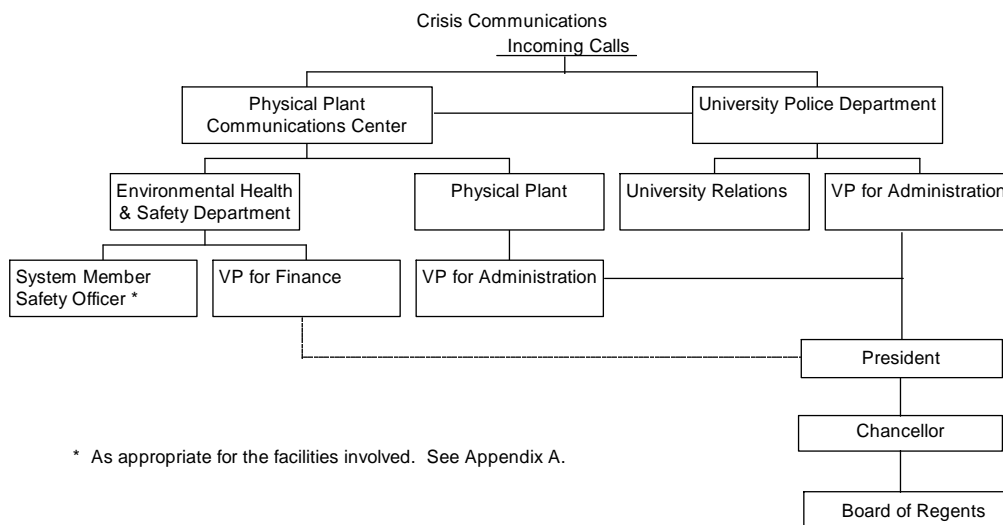 Crisis Communications
Incoming Calls
Physical Plant
Communications Center
University Police Department
Environmental Health
& Safety Department
Physical Plant
University Relations
VP for Administration
System Member
Safety Officer *
VP for Finance
VP for Administration
President
Chancellor
* As appropriate for the facilities involved. See Appendix A.
Board of Regents